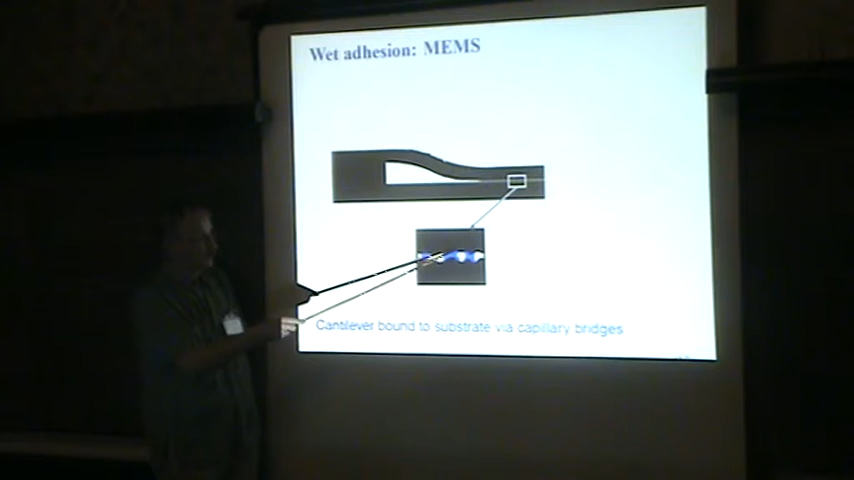 Wet adhesion: MEMS
Cantilever bound to substrate via capillary bridges